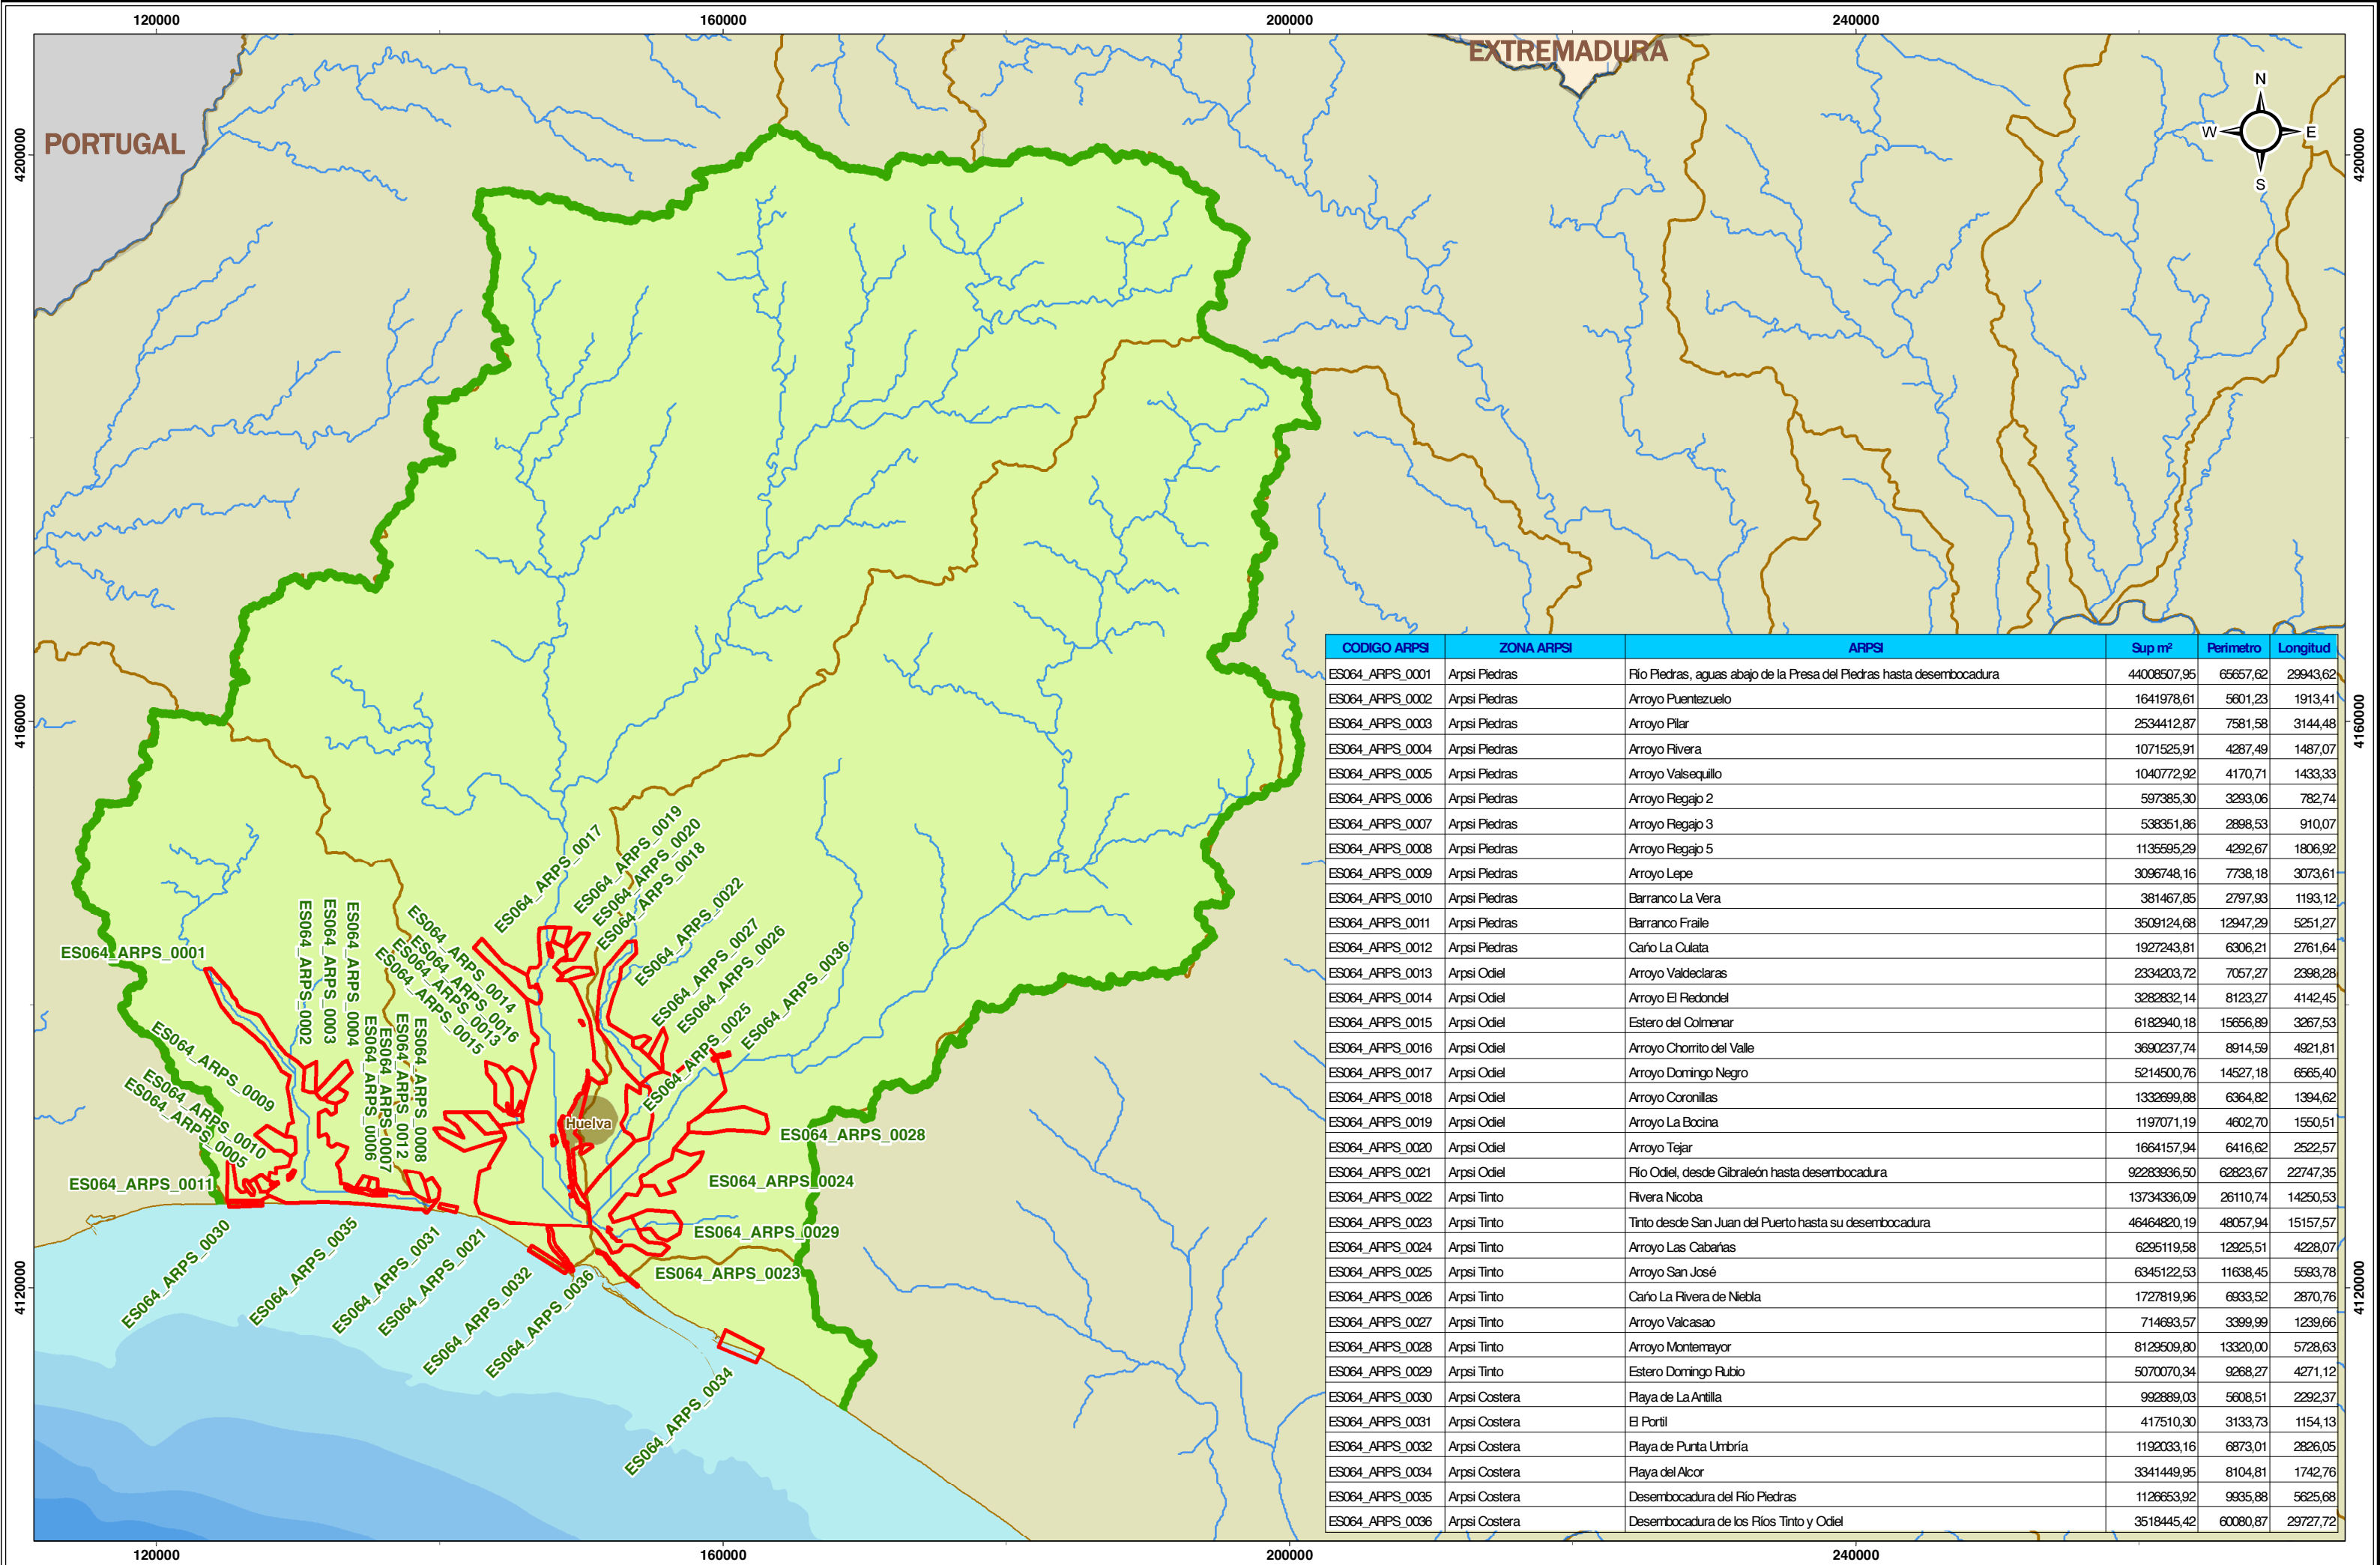 120000 160000 200000 240000
EXTREMADURA
PORTUGAL
N
W E
S
4200000
4200000
4160000
4160000
4120000
4120000
CODIGO ARPSI ZONA ARPSI ARPSI Sup m² Perimetro Longitud
ES064_ARPS_0001 Arpsi Piedras Río Piedras, aguas abajo de la Presa del Piedras hasta desembocadura 44008507,95 65657,62 29943,62
ES064_ARPS_0002 Arpsi Piedras Arroyo Puentezuelo 1641978,61 5601,23 1913,41
ES064_ARPS_0003 Arpsi Piedras Arroyo Pilar 2534412,87 7581,58 3144,48
ES064_ARPS_0004 Arpsi Piedras Arroyo Rivera 1071525,91 4287,49 1487,07
ES064_ARPS_0005 Arpsi Piedras Arroyo Valsequillo 1040772,92 4170,71 1433,33
ES064_ARPS_0006 Arpsi Piedras Arroyo Regajo 2 597385,30 3293,06 782,74
ES064_ARPS_0007 Arpsi Piedras Arroyo Regajo 3 538351,86 2898,53 910,07
ES064_ARPS_0008 Arpsi Piedras Arroyo Regajo 5 1135595,29 4292,67 1806,92
ES064_ARPS_0009 Arpsi Piedras Arroyo Lepe 3096748,16 7738,18 3073,61
ES064_ARPS_0010 Arpsi Piedras Barranco La Vera 381467,85 2797,93 1193,12
ES064_ARPS_0011 Arpsi Piedras Barranco Fraile 3509124,68 12947,29 5251,27
ES064_ARPS_0012 Arpsi Piedras Caño La Culata 1927243,81 6306,21 2761,64
ES064_ARPS_0013 Arpsi Odiel Arroyo Valdeclaras 2334203,72 7057,27 2398,28
ES064_ARPS_0014 Arpsi Odiel Arroyo El Redondel 3282832,14 8123,27 4142,45
ES064_ARPS_0015 Arpsi Odiel Estero del Colmenar 6182940,18 15656,89 3267,53
ES064_ARPS_0016 Arpsi Odiel Arroyo Chorrito del Valle 3690237,74 8914,59 4921,81
ES064_ARPS_0017 Arpsi Odiel Arroyo Domingo Negro 5214500,76 14527,18 6565,40
ES064_ARPS_0018 Arpsi Odiel Arroyo Coronillas 1332699,88 6364,82 1394,62
ES064_ARPS_0019 Arpsi Odiel Arroyo La Bocina 1197071,19 4602,70 1550,51
ES064_ARPS_0020 Arpsi Odiel Arroyo Tejar 1664157,94 6416,62 2522,57
ES064_ARPS_0021 Arpsi Odiel Río Odiel, desde Gibraleón hasta desembocadura 92283936,50 62823,67 22747,35
ES064_ARPS_0022 Arpsi Tinto Rivera Nicoba 13734336,09 26110,74 14250,53
ES064_ARPS_0023 Arpsi Tinto Tinto desde San Juan del Puerto hasta su desembocadura 46464820,19 48057,94 15157,57
ES064_ARPS_0024 Arpsi Tinto Arroyo Las Cabañas 6295119,58 12925,51 4228,07
ES064_ARPS_0025 Arpsi Tinto Arroyo San José 6345122,53 11638,45 5593,78
ES064_ARPS_0026 Arpsi Tinto Caño La Rivera de Niebla 1727819,96 6933,52 2870,76
ES064_ARPS_0027 Arpsi Tinto Arroyo Valcasao 714693,57 3399,99 1239,66
ES064_ARPS_0028 Arpsi Tinto Arroyo Montemayor 8129509,80 13320,00 5728,63
ES064_ARPS_0029 Arpsi Tinto Estero Domingo Rubio 5070070,34 9268,27 4271,12
ES064_ARPS_0030 Arpsi Costera Playa de La Antilla 992889,03 5608,51 2292,37
ES064_ARPS_0031 Arpsi Costera El Portil 417510,30 3133,73 1154,13
ES064_ARPS_0032 Arpsi Costera Playa de Punta Umbría 1192033,16 6873,01 2826,05
ES064_ARPS_0034 Arpsi Costera Playa del Alcor 3341449,95 8104,81 1742,76
ES064_ARPS_0035 Arpsi Costera Desembocadura del Río Piedras 1126653,92 9935,88 5625,68
ES064_ARPS_0036 Arpsi Costera Desembocadura de los Ríos Tinto y Odiel 3518445,42 60080,87 29727,72
ES064_ARPS_0017
ES064_ARPS_0019
ES064_ARPS_0020
ES064_ARPS_0018
ES064_ARPS_0022
ES064_ARPS_0027
ES064_ARPS_0026
ES064_ARPS_0036
ES064_ARPS_0025
ES064_ARPS_0001
ES064_ARPS_0002
ES064_ARPS_0003
ES064_ARPS_0004
ES064_ARPS_0014
ES064_ARPS_0016
ES064_ARPS_0013
ES064_ARPS_0015
ES064_ARPS_0006
ES064_ARPS_0007
ES064_ARPS_0012
ES064_ARPS_0008
ES064_ARPS_0009
ES064_ARPS_0010
ES064_ARPS_0005
ES064_ARPS_0011
Huelva
ES064_ARPS_0028
ES064_ARPS_0024
ES064_ARPS_0029
ES064_ARPS_0023
ES064_ARPS_0030
ES064_ARPS_0035
ES064_ARPS_0031
ES064_ARPS_0021
ES064_ARPS_0032
ES064_ARPS_0036
ES064_ARPS_0034
120000 160000 200000 240000